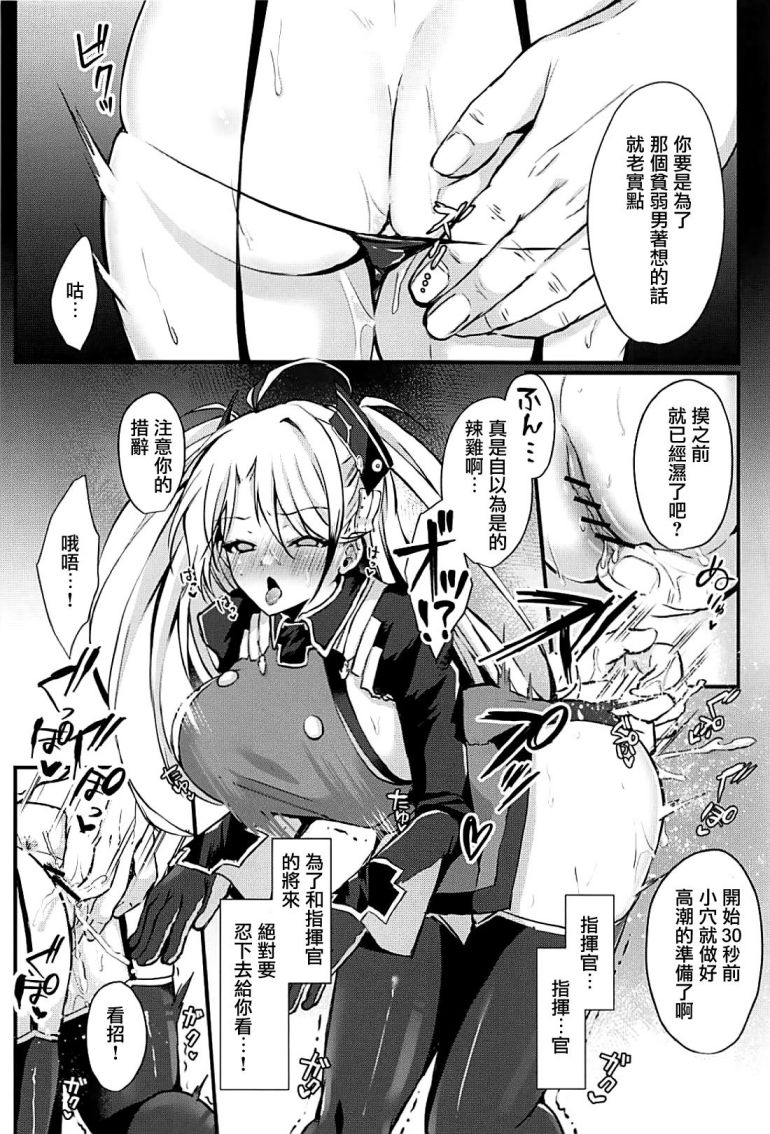 你要是為了
那個貧弱男著想的話
就老實點
咕…
摸之前
就已經濕了吧?
ふん…
真是自以為是的
辣雞啊…
注意你的
措辭
哦唔…!
開始30秒前
小穴就做好
高潮的準備了啊
指揮官…
指揮…官
為了和指揮官
的將來
絕對要
忍下去給你看…!
看招!